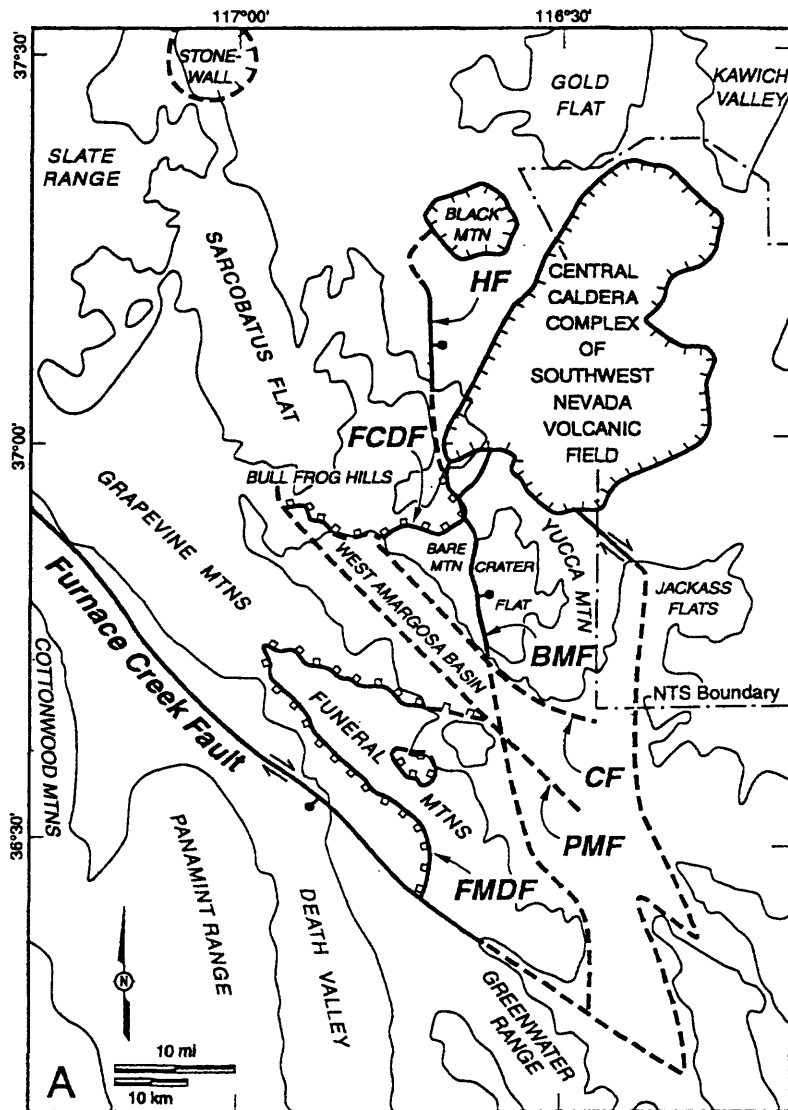 117°00'
116°30'
37°30'
STONE-
WALL
GOLD
FLAT
KAWICH
VALLEY
SLATE
RANGE
BLACK
MTN
SARCOBATUS FLAT
HF
CENTRAL
CALDERA
COMPLEX
OF
SOUTHWEST
NEVADA
VOLCANIC
FIELD
37°00'
FCDF
BULL FROG HILLS
GRAPEVINE MTNS
WEST AMARGOSA BASIN
BARE
MTN
CRATER
FLAT
YUCCA MTN
JACKASS
FLATS
Furnace Creek Fault
BMF
NTS Boundary
COTTONWOOD MTNS
FUNERAL
MTNS
CF
PMF
36°30'
FMDF
PANAMINT RANGE
DEATH VALLEY
GREENWATER
RANGE
N
10 mi
10 km
A